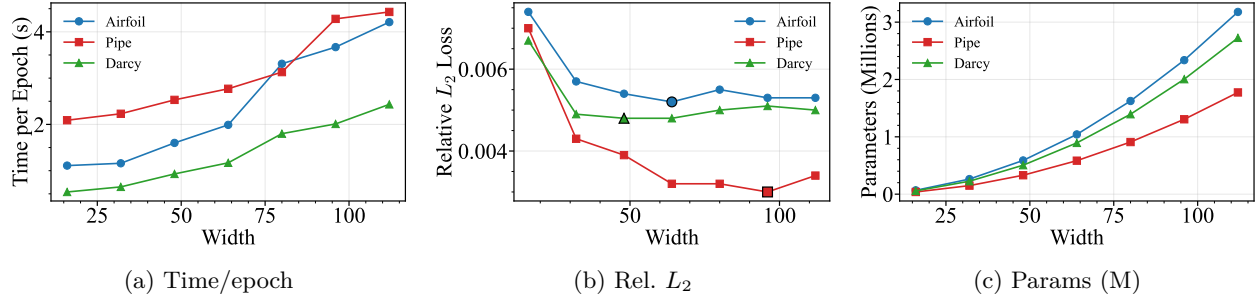 Time per Epoch (s)
4
2
25
50
75
100
Width
Airfoil
Pipe
Darcy
(a) Time/epoch
Relative L₂ Loss
0.006
0.004
50
100
Width
Airfoil
Pipe
Darcy
(b) Rel. L₂
Parameters (Millions)
3
2
1
0
25
50
75
100
Width
Airfoil
Pipe
Darcy
(c) Params (M)